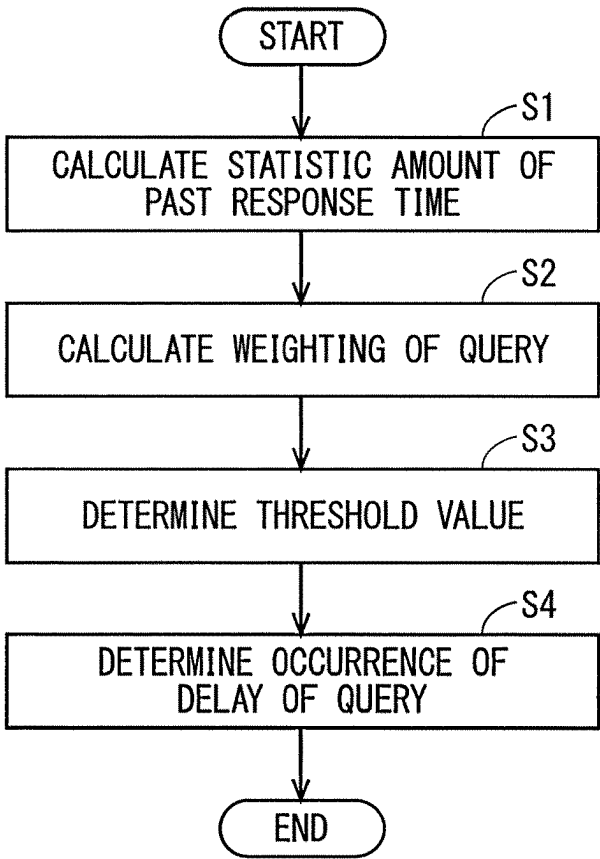 START
S1
CALCULATE STATISTIC AMOUNT OF
PAST RESPONSE TIME
S2
CALCULATE WEIGHTING OF QUERY
S3
DETERMINE THRESHOLD VALUE
S4
DETERMINE OCCURRENCE OF
DELAY OF QUERY
END